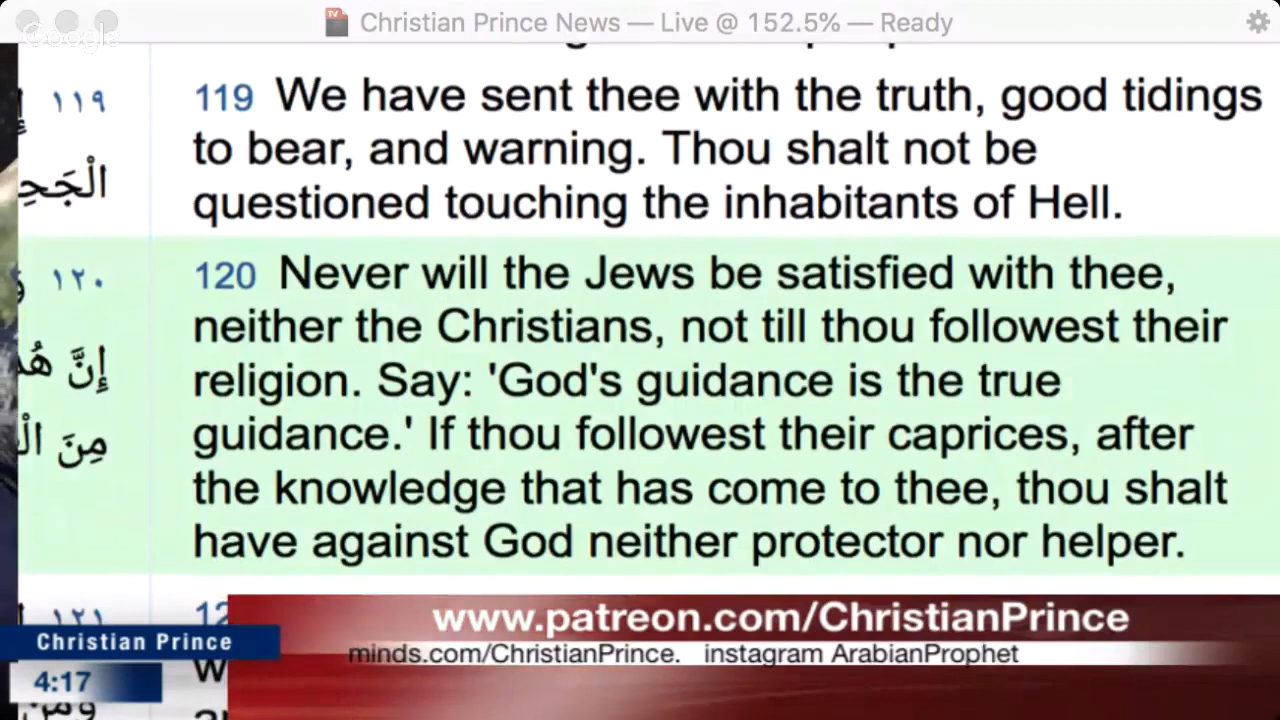 Christian Prince News — Live @ 152.5% — Ready
Google
١١٩
119 We have sent thee with the truth, good tidings
to bear, and warning. Thou shalt not be
questioned touching the inhabitants of Hell.
١٢٠
120 Never will the Jews be satisfied with thee,
neither the Christians, not till thou followest their
إِنَّ
religion. Say: 'God's guidance is the true
مِنَ
guidance.' If thou followest their caprices, after
the knowledge that has come to thee, thou shalt
have against God neither protector nor helper.
١٢١
www.patreon.com/ChristianPrince
Christian Prince
minds.com/ChristianPrince. instagram ArabianProphet
4:17